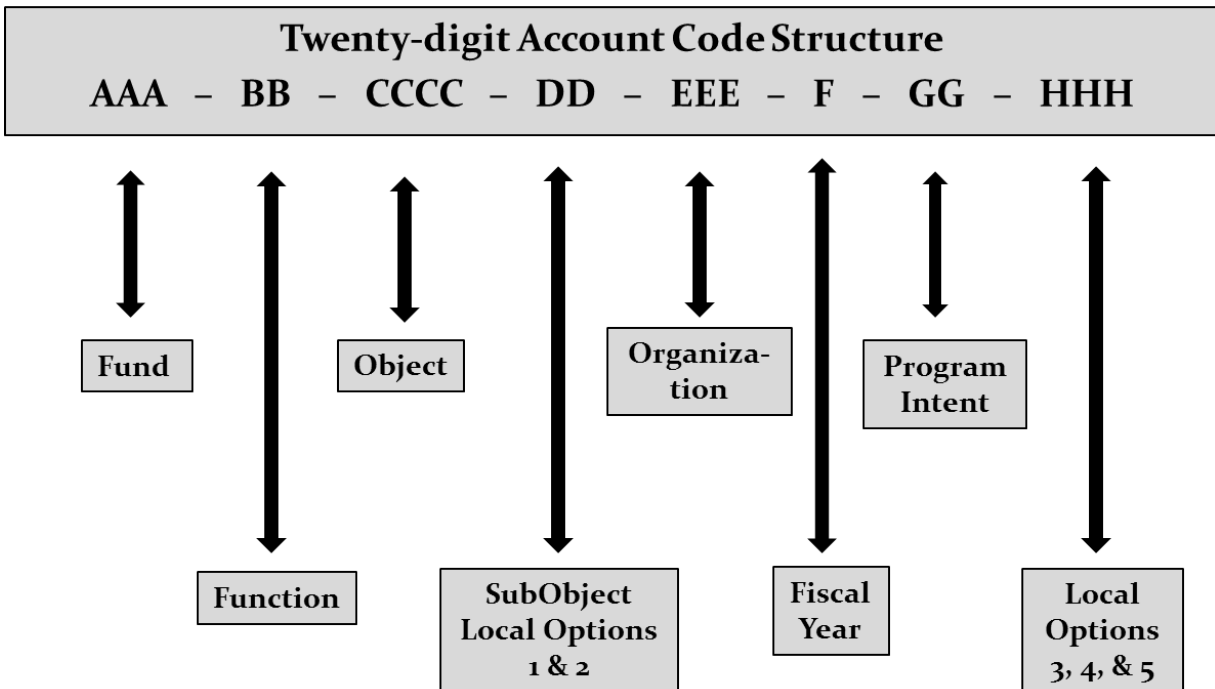 Twenty-digit Account Code Structure
AAA – BB – CCCC – DD – EEE – F – GG – HHH
Fund
Object
Organiza-
tion
Program
Intent
Function
SubObject
Local Options
1 & 2
Fiscal
Year
Local
Options
3, 4, & 5